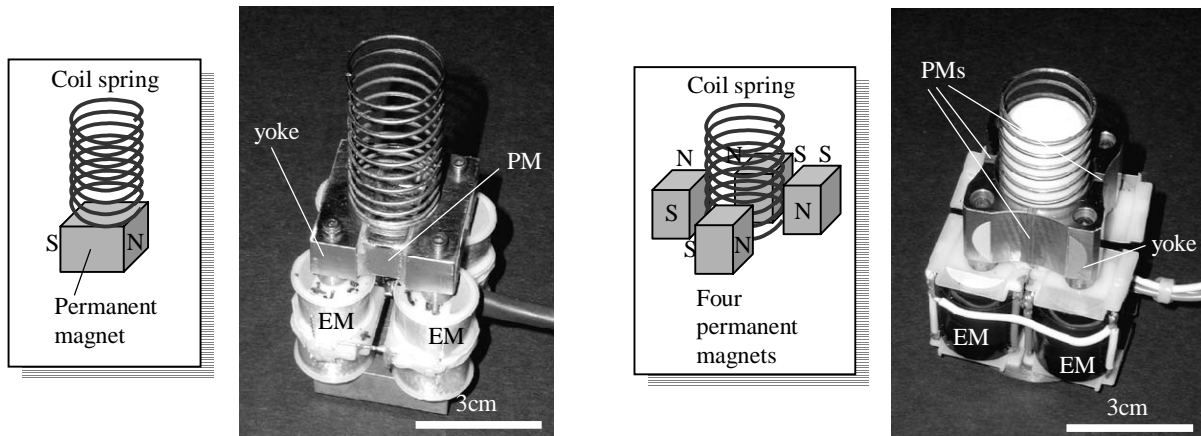 Coil spring
S
N
Permanent
magnet
yoke
PM
EM
EM
3cm
Coil spring
N
N
S
S
S
N
S
N
Four
permanent
magnets
PMs
yoke
EM
EM
3cm